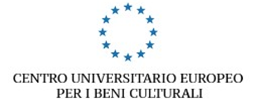 CENTRO UNIVERSITARIO EUROPEO
PER I BENI CULTURALI